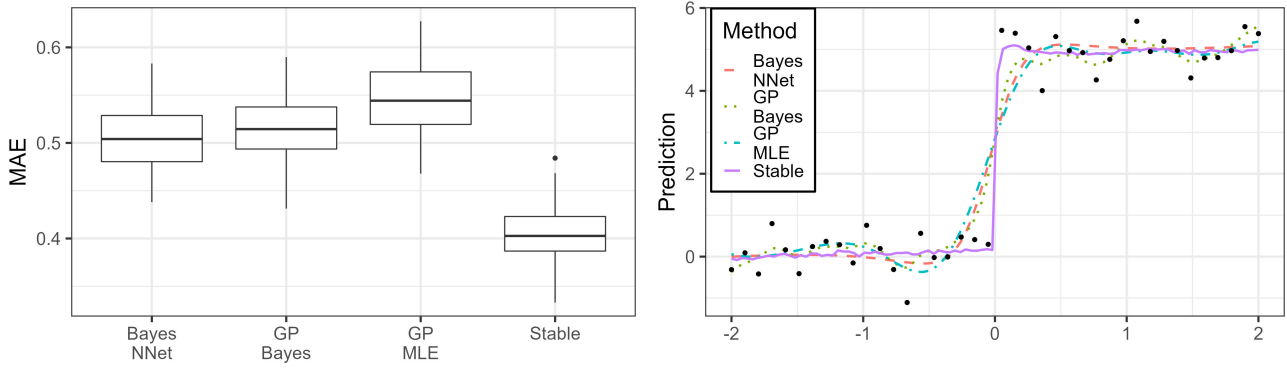 MAE
0.6
0.5
0.4
Bayes
NNet
GP
Bayes
GP
MLE
Stable
Prediction
6
4
2
0
Method
Bayes
NNet
GP
Bayes
GP
MLE
Stable
-2
-1
0
1
2